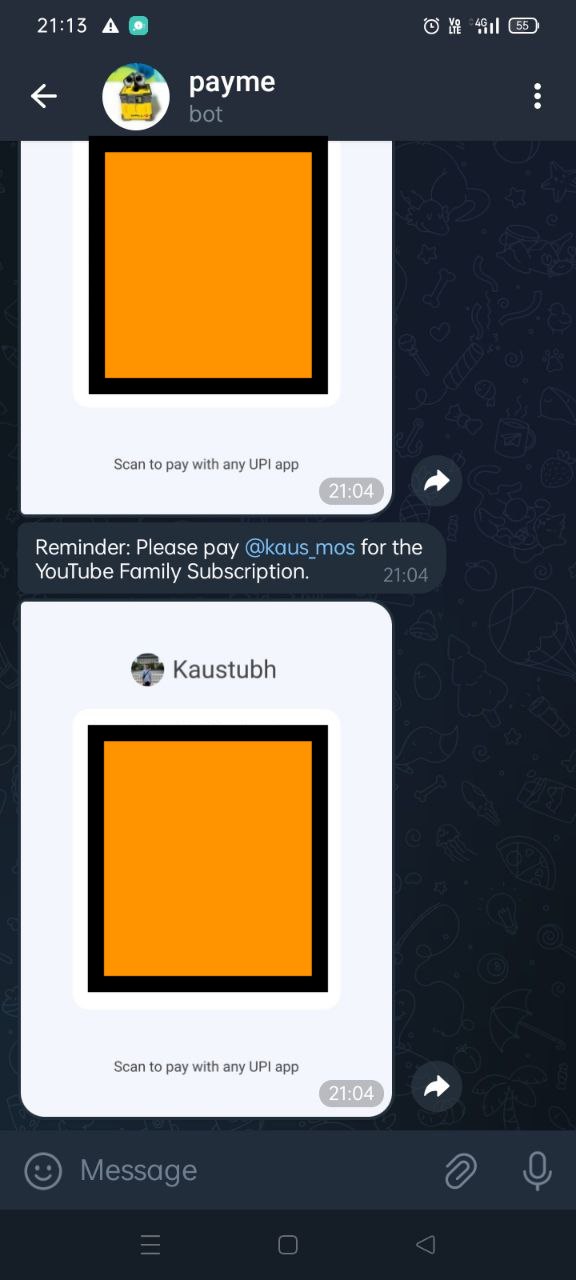 21:13
VO LTE 4G 55
payme
bot
Scan to pay with any UPI app
21:04
Reminder: Please pay @kaus_mos for the
YouTube Family Subscription.
21:04
Kaustubh
Scan to pay with any UPI app
21:04
Message